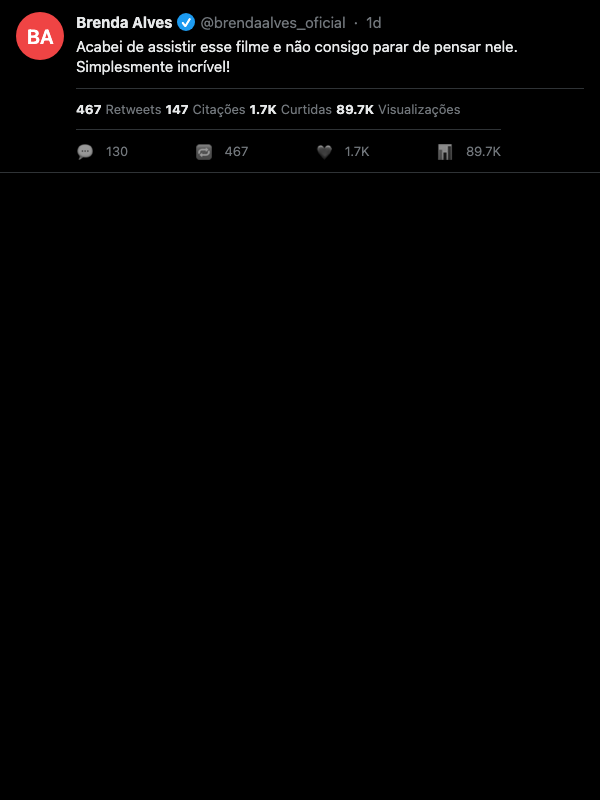 BA
Brenda Alves @brendaalves_oficial · 1d
Acabei de assistir esse filme e não consigo parar de pensar nele.
Simplesmente incrível!
467 Retweets 147 Citações 1.7K Curtidas 89.7K Visualizações
130 467 1.7K 89.7K